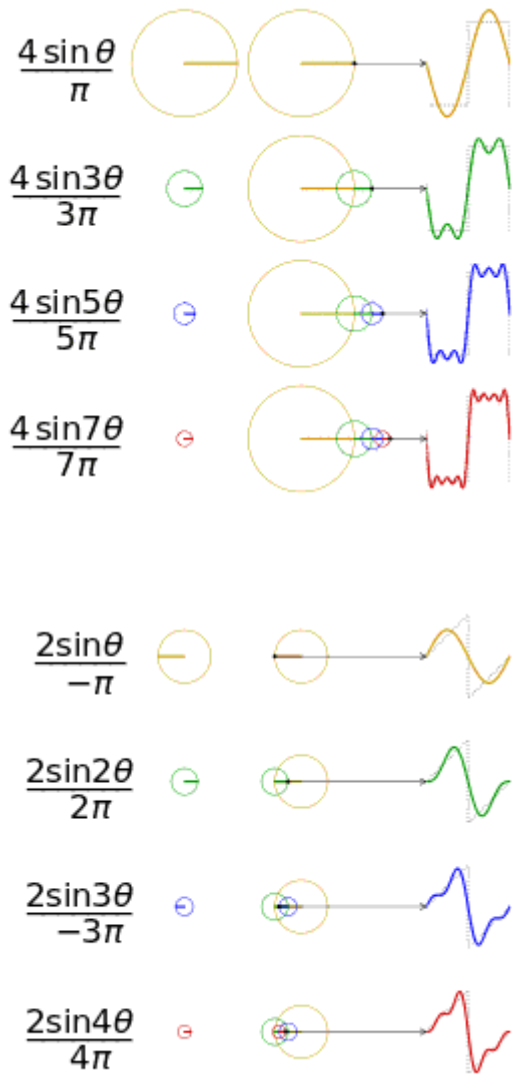 4 sin θ
π
4 sin3θ
3π
4 sin5θ
5π
4 sin7θ
7π
2sinθ
−π
2sin2θ
2π
2sin3θ
−3π
2sin4θ
4π